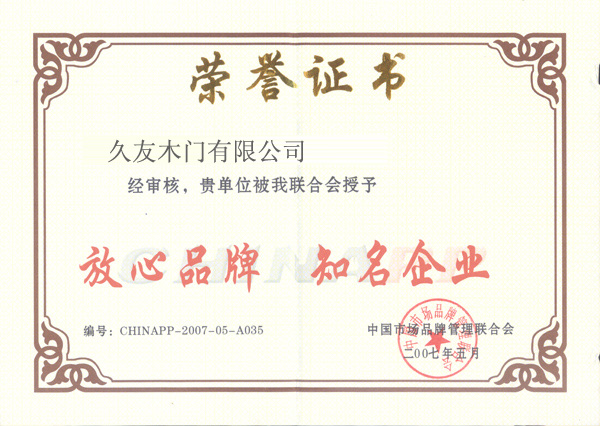 荣誉证书
久友木门有限公司
经审核，贵单位被我联合会授予
CHINAPP
放心品牌 知名企业
编号：CHINAPP-2007-05-A035
中国市场品牌管理联合会
二00七年五月
中国市场品牌管理联合会